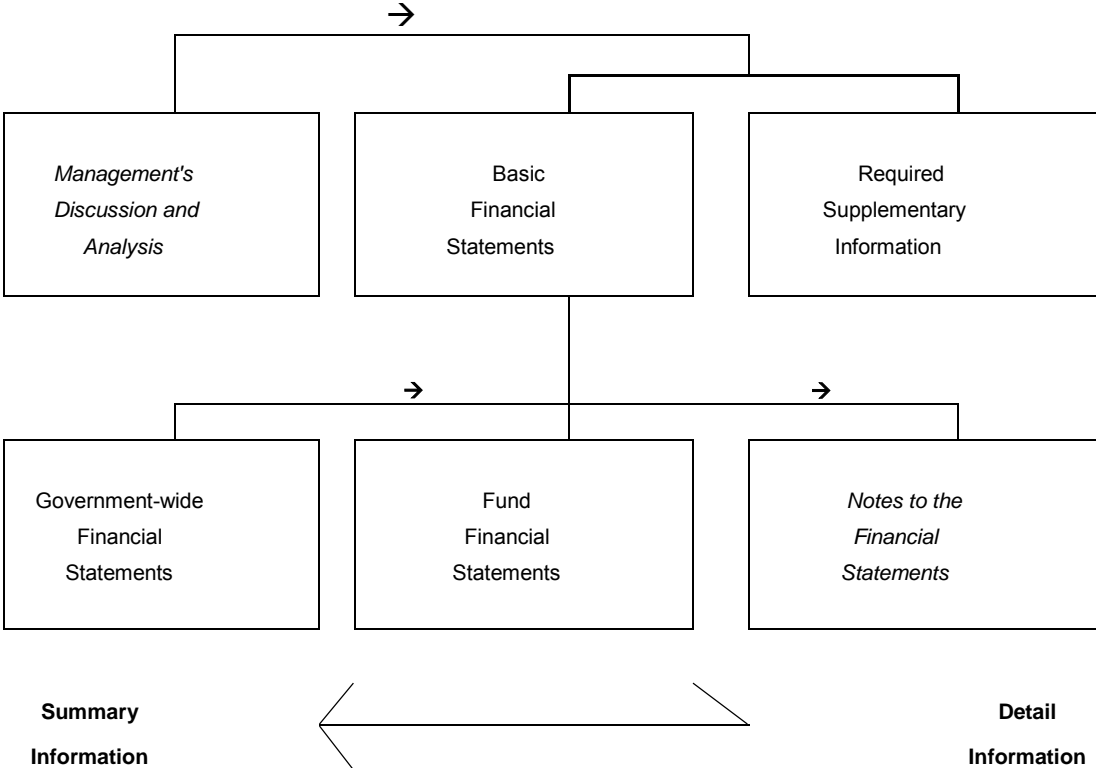 →
Management's
Discussion and
Analysis
Basic
Financial
Statements
Required
Supplementary
Information
→ →
Government-wide
Financial
Statements
Fund
Financial
Statements
Notes to the
Financial
Statements
Summary
Information
Detail
Information